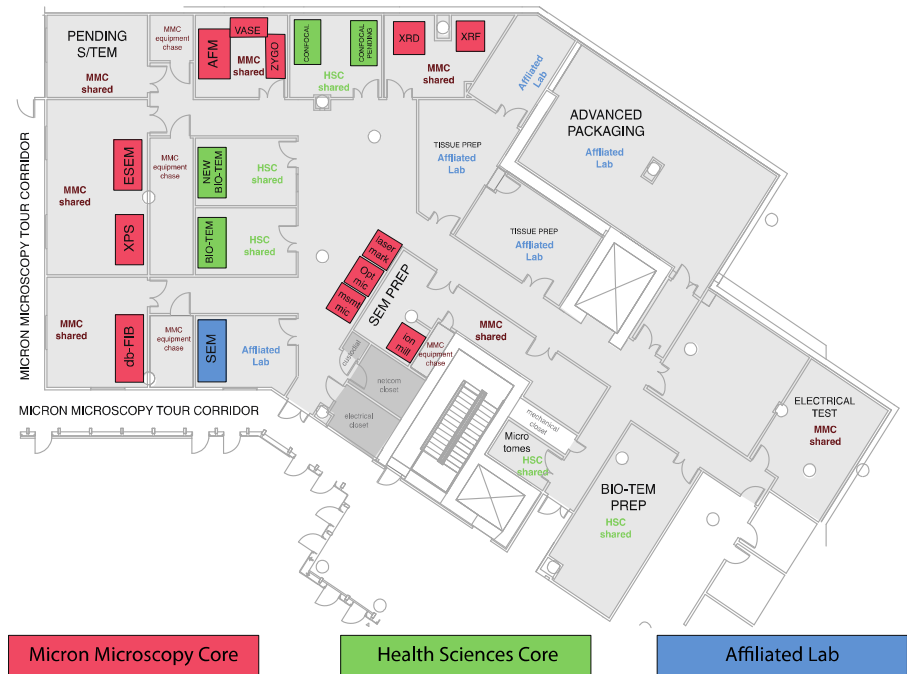 PENDING
S/TEM
MMC
shared
MMC
equipment
chase
AFM
VASE
ZYGO
MMC
shared
CONFOCAL
CONFOCAL
PENDING
HSC
shared
XRD
XRF
MMC
shared
Affliated
Lab
ADVANCED
PACKAGING
Affiliated
Lab
TISSUE PREP
Affiliated
Lab
TISSUE PREP
Affiliated
Lab
MICRON MICROSCOPY TOUR CORRIDOR
MMC
shared
ESEM
XPS
MMC
equipment
chase
NEW
BIO-TEM
HSC
shared
BIO-TEM
HSC
shared
laser
mark
Opt
mic
msmt
mic
SEM PREP
ion
mill
MMC
equipment
chase
MMC
shared
MMC
shared
db-FIB
MMC
equipment
chase
SEM
Affiliated
Lab
custodial
netcom
closet
electrical
closet
mechanical
closet
Micro
tomes
HSC
shared
BIO-TEM
PREP
HSC
shared
ELECTRICAL
TEST
MMC
shared
MICRON MICROSCOPY TOUR CORRIDOR
Micron Microscopy Core
Health Sciences Core
Affiliated Lab